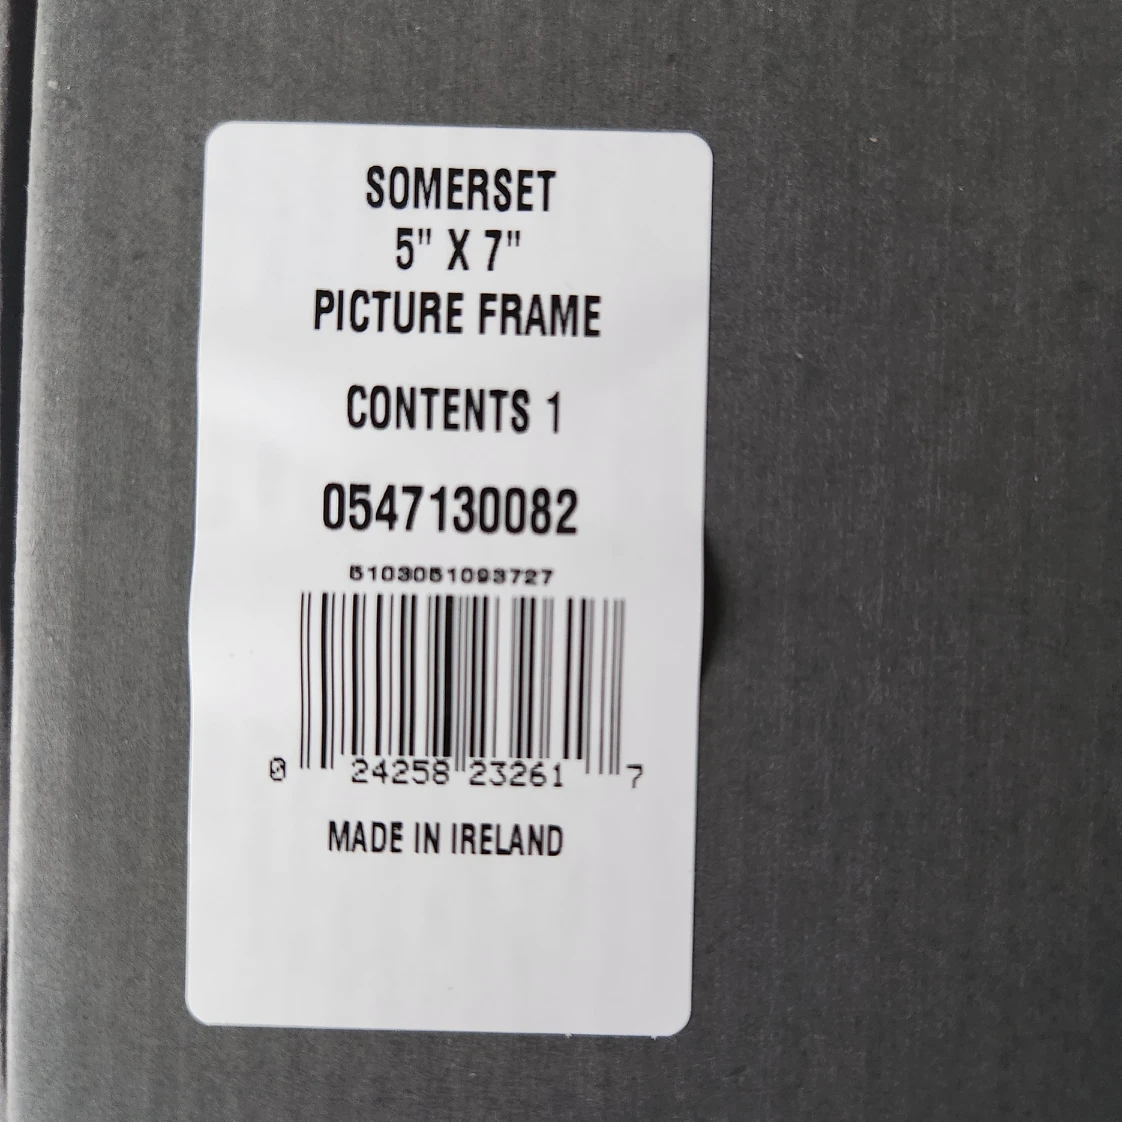 SOMERSET
5" X 7"
PICTURE FRAME
CONTENTS 1
0547130082
5103051093727
0 24258 23261 7
MADE IN IRELAND